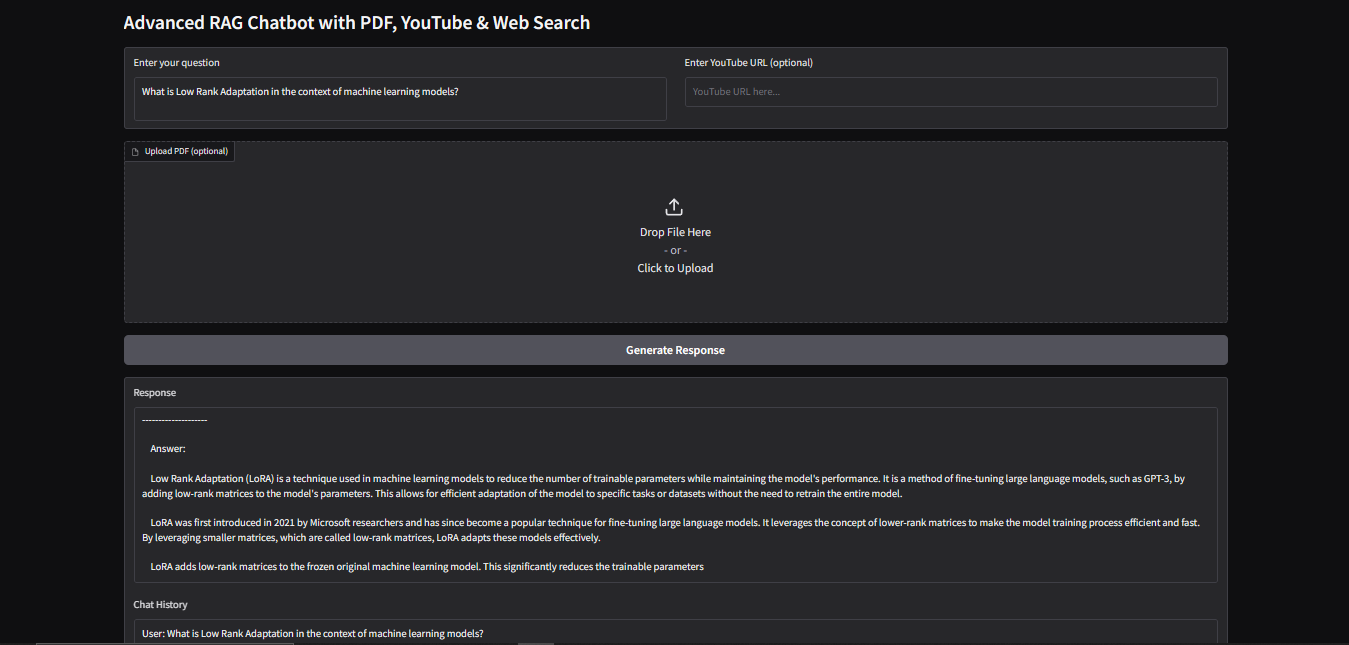 Advanced RAG Chatbot with PDF, YouTube & Web Search
Enter your question
What is Low Rank Adaptation in the context of machine learning models?
Enter YouTube URL (optional)
YouTube URL here...
Upload PDF (optional)
Drop File Here
- or -
Click to Upload
Generate Response
Response
--------------------
Answer:
Low Rank Adaptation (LoRA) is a technique used in machine learning models to reduce the number of trainable parameters while maintaining the model's performance. It is a method of fine-tuning large language models, such as GPT-3, by
adding low-rank matrices to the model's parameters. This allows for efficient adaptation of the model to specific tasks or datasets without the need to retrain the entire model.
LoRA was first introduced in 2021 by Microsoft researchers and has since become a popular technique for fine-tuning large language models. It leverages the concept of lower-rank matrices to make the model training process efficient and fast.
By leveraging smaller matrices, which are called low-rank matrices, LoRA adapts these models effectively.
LoRA adds low-rank matrices to the frozen original machine learning model. This significantly reduces the trainable parameters
Chat History
User: What is Low Rank Adaptation in the context of machine learning models?